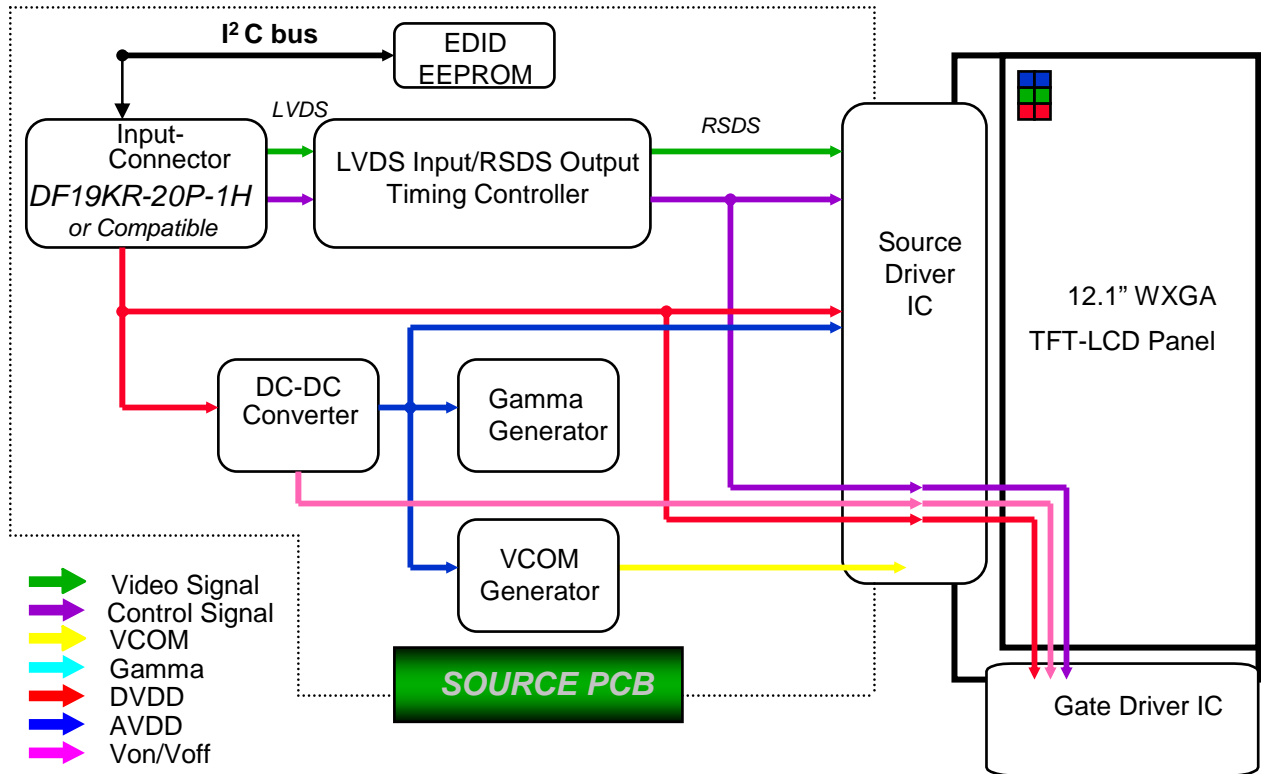 I² C bus
EDID
EEPROM
LVDS
RSDS
Input-
Connector
DF19KR-20P-1H
or Compatible
LVDS Input/RSDS Output
Timing Controller
Source
Driver
IC
12.1” WXGA
TFT-LCD Panel
DC-DC
Converter
Gamma
Generator
VCOM
Generator
Video Signal
Control Signal
VCOM
Gamma
DVDD
AVDD
Von/Voff
SOURCE PCB
Gate Driver IC